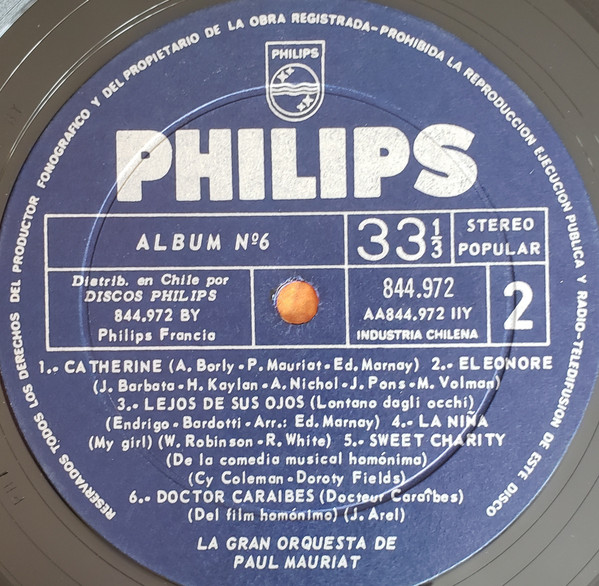 RESERVADOS TODOS LOS DERECHOS DEL PRODUCTOR FONOGRAFICO Y DEL PROPIETARIO DE LA OBRA REGISTRADA-PROHIBIDA LA REPRODUCCION EJECUCION PUBLICA Y RADIO-TELEDIFUSION DE ESTE DISCO
PHILIPS
PHILIPS
ALBUM Nº6
33 1/3
STEREO
POPULAR
Distrib. en Chile por
DISCOS PHILIPS
844.972 BY
Philips Francia
844.972
AA844.972 IIY
INDUSTRIA CHILENA
2
1.- CATHERINE (A. Borly-P. Mauriat-Ed. Marnay) 2.- ELEONORE
(J. Barbata-H. Kaylan-A. Nichol-J. Pons-M. Volman)
3.- LEJOS DE SUS OJOS (Lontano dagli occhi)
(Endrigo-Bardotti-Arr.: Ed. Marnay) 4.- LA NIÑA
(My girl) (W. Robinson-R. White) 5.- SWEET CHARITY
(De la comedia musical homónima)
(Cy Coleman-Doroty Fields)
6.- DOCTOR CARAIBES (Docteur Caraîbes)
(Del film homónimo) (J. Arel)
LA GRAN ORQUESTA DE
PAUL MAURIAT